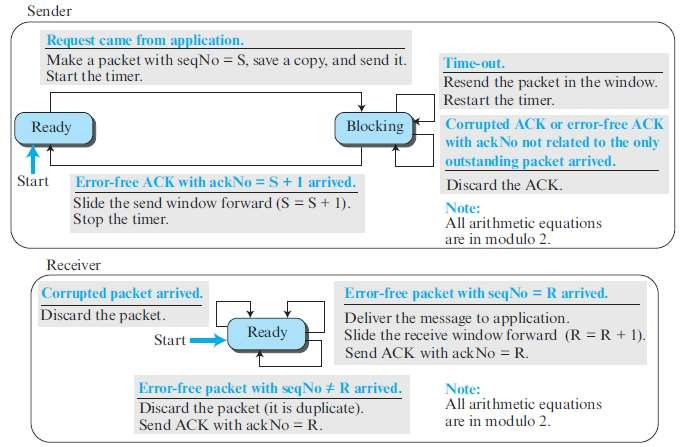 Sender
Request came from application.
Make a packet with seqNo = S, save a copy, and send it.
Start the timer.
Time-out.
Resend the packet in the window.
Restart the timer.
Ready
Blocking
Corrupted ACK or error-free ACK
with ackNo not related to the only
outstanding packet arrived.
Discard the ACK.
Start
Error-free ACK with ackNo = S + 1 arrived.
Slide the send window forward (S = S + 1).
Stop the timer.
Note:
All arithmetic equations
are in modulo 2.
Receiver
Corrupted packet arrived.
Discard the packet.
Start
Ready
Error-free packet with seqNo = R arrived.
Deliver the message to application.
Slide the receive window forward (R = R + 1).
Send ACK with ackNo = R.
Error-free packet with seqNo ≠ R arrived.
Discard the packet (it is duplicate).
Send ACK with ackNo = R.
Note:
All arithmetic equations
are in modulo 2.